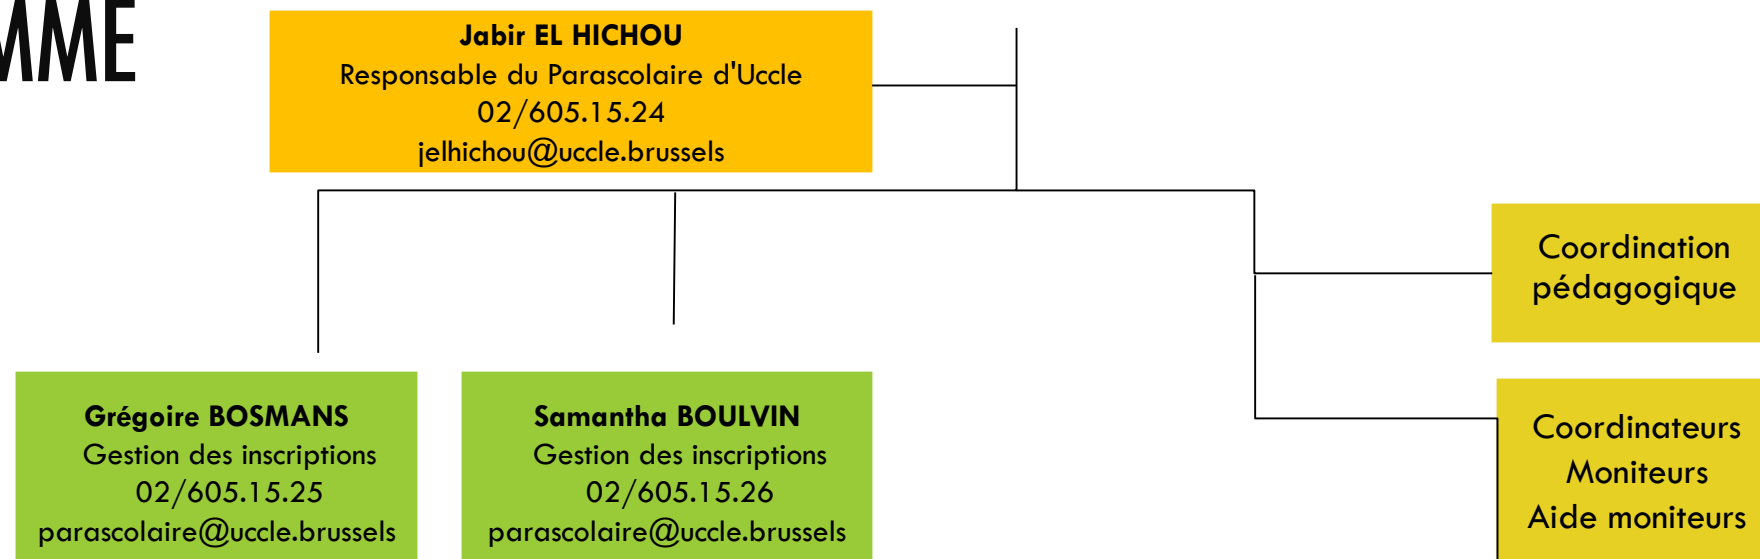 MME
Jabir EL HICHOU
Responsable du Parascolaire d'Uccle
02/605.15.24
jelhichou@uccle.brussels
Coordination
pédagogique
Grégoire BOSMANS
Gestion des inscriptions
02/605.15.25
parascolaire@uccle.brussels
Samantha BOULVIN
Gestion des inscriptions
02/605.15.26
parascolaire@uccle.brussels
Coordinateurs
Moniteurs
Aide moniteurs